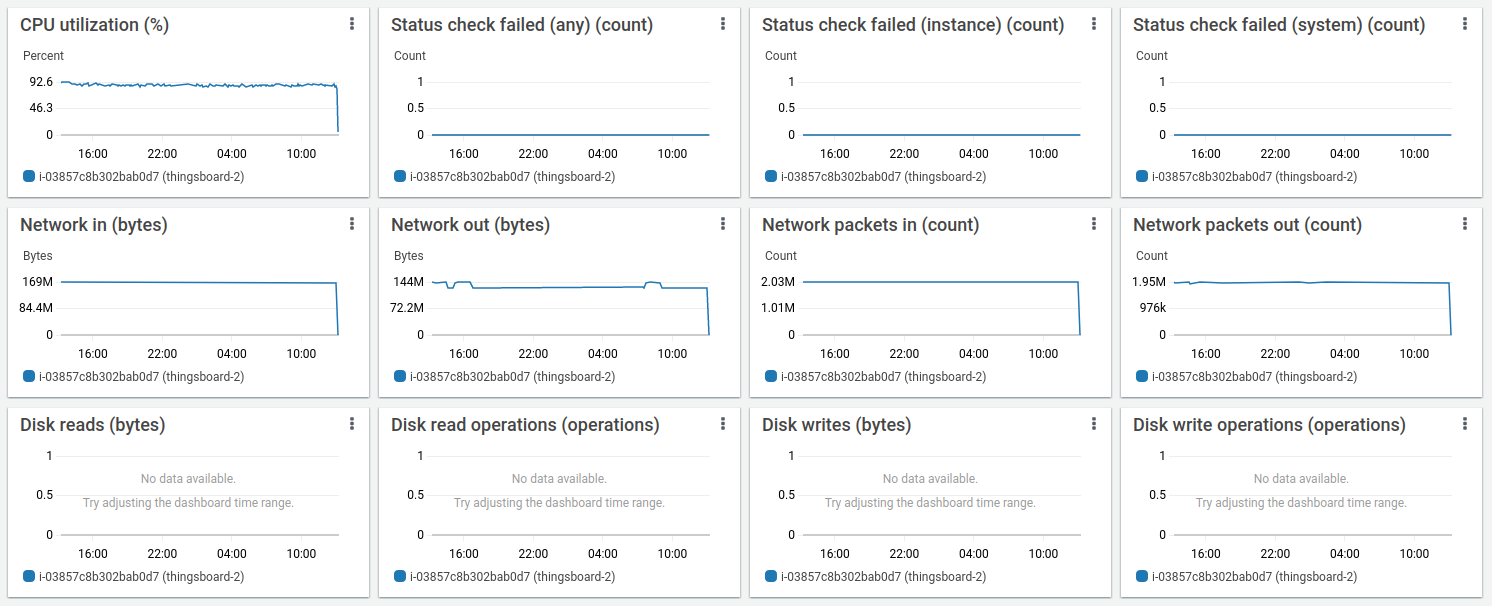 CPU utilization (%)
Percent
92.6
46.3
0
16:00 22:00 04:00 10:00
i-03857c8b302bab0d7 (thingsboard-2)
Status check failed (any) (count)
Count
1
0.5
0
16:00 22:00 04:00 10:00
i-03857c8b302bab0d7 (thingsboard-2)
Status check failed (instance) (count)
Count
1
0.5
0
16:00 22:00 04:00 10:00
i-03857c8b302bab0d7 (thingsboard-2)
Status check failed (system) (count)
Count
1
0.5
0
16:00 22:00 04:00 10:00
i-03857c8b302bab0d7 (thingsboard-2)
Network in (bytes)
Bytes
169M
84.4M
0
16:00 22:00 04:00 10:00
i-03857c8b302bab0d7 (thingsboard-2)
Network out (bytes)
Bytes
144M
72.2M
0
16:00 22:00 04:00 10:00
i-03857c8b302bab0d7 (thingsboard-2)
Network packets in (count)
Count
2.03M
1.01M
0
16:00 22:00 04:00 10:00
i-03857c8b302bab0d7 (thingsboard-2)
Network packets out (count)
Count
1.95M
976k
0
16:00 22:00 04:00 10:00
i-03857c8b302bab0d7 (thingsboard-2)
Disk reads (bytes)
1
No data available.
0.5
Try adjusting the dashboard time range.
0
16:00 22:00 04:00 10:00
i-03857c8b302bab0d7 (thingsboard-2)
Disk read operations (operations)
1
No data available.
0.5
Try adjusting the dashboard time range.
0
16:00 22:00 04:00 10:00
i-03857c8b302bab0d7 (thingsboard-2)
Disk writes (bytes)
1
No data available.
0.5
Try adjusting the dashboard time range.
0
16:00 22:00 04:00 10:00
i-03857c8b302bab0d7 (thingsboard-2)
Disk write operations (operations)
1
No data available.
0.5
Try adjusting the dashboard time range.
0
16:00 22:00 04:00 10:00
i-03857c8b302bab0d7 (thingsboard-2)